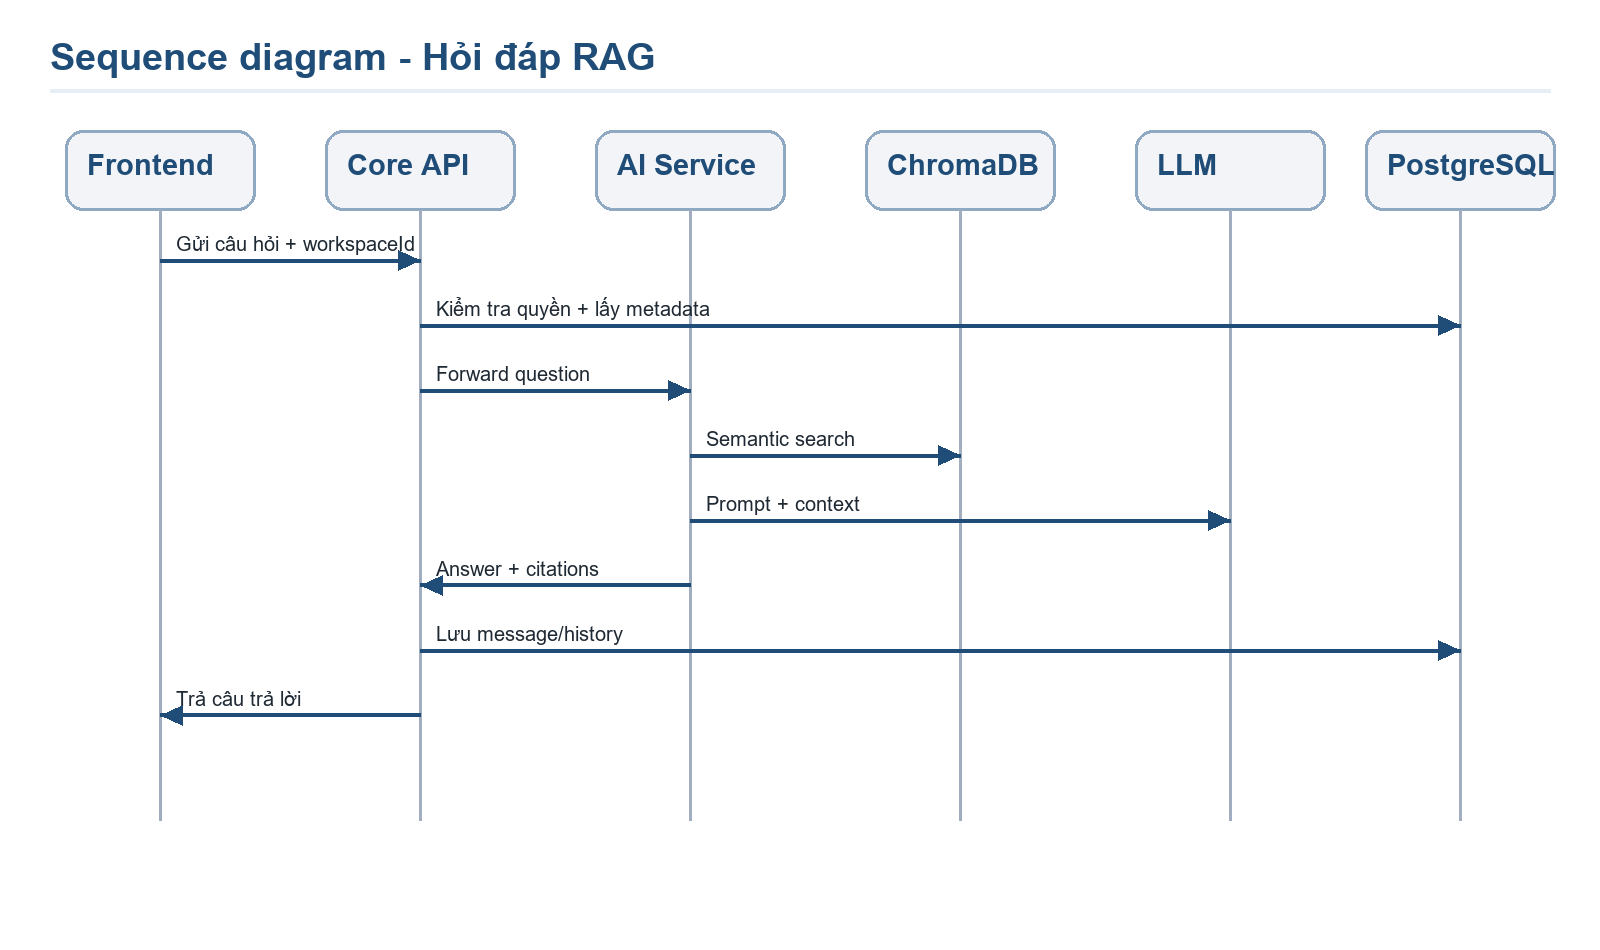 Sequence diagram - Hỏi đáp RAG
Frontend
Core API
AI Service
ChromaDB
LLM
PostgreSQL
Gửi câu hỏi + workspaceId
Kiểm tra quyền + lấy metadata
Forward question
Semantic search
Prompt + context
Answer + citations
Lưu message/history
Trả câu trả lời